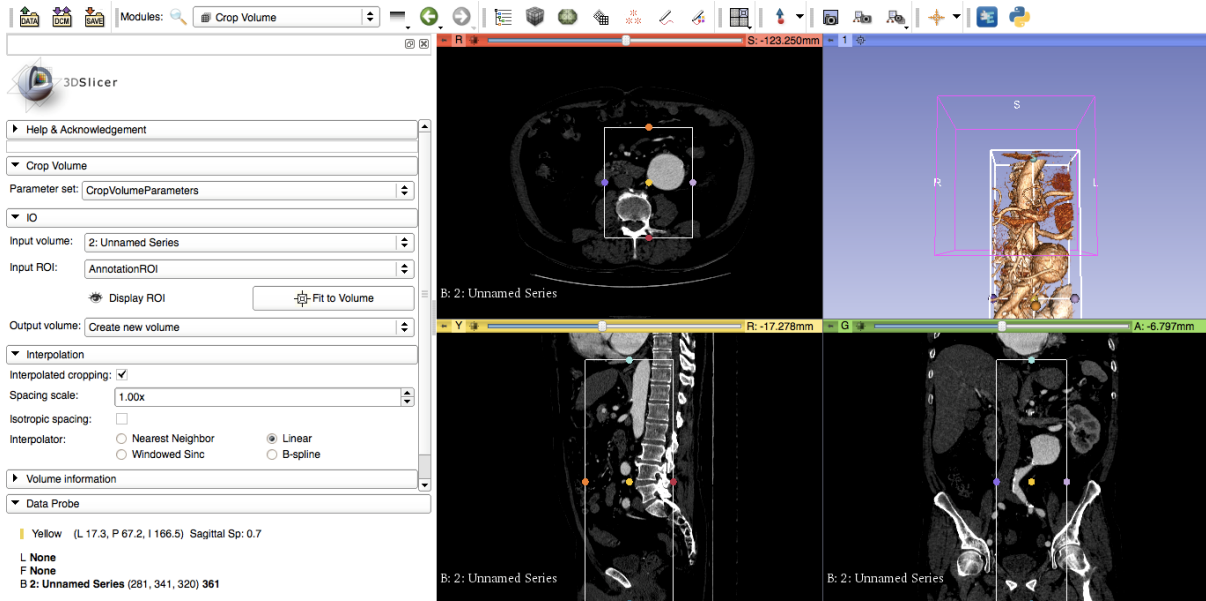 DATA
DCM
SAVE
Modules:
Crop Volume
3DSlicer
Help & Acknowledgement
Crop Volume
Parameter set: CropVolumeParameters
IO
Input volume: 2: Unnamed Series
Input ROI: AnnotationROI
Display ROI
Fit to Volume
Output volume: Create new volume
Interpolation
Interpolated cropping:
Spacing scale: 1.00x
Isotropic spacing:
Interpolator: Nearest Neighbor Linear
Windowed Sinc B-spline
Volume information
Data Probe
Yellow (L 17.3, P 67.2, I 166.5) Sagittal Sp: 0.7
L None
F None
B 2: Unnamed Series (281, 341, 320) 361
R S: -123.250mm
B: 2: Unnamed Series
1
S
R L
Y R: -17.278mm
B: 2: Unnamed Series
G A: -6.797mm
B: 2: Unnamed Series